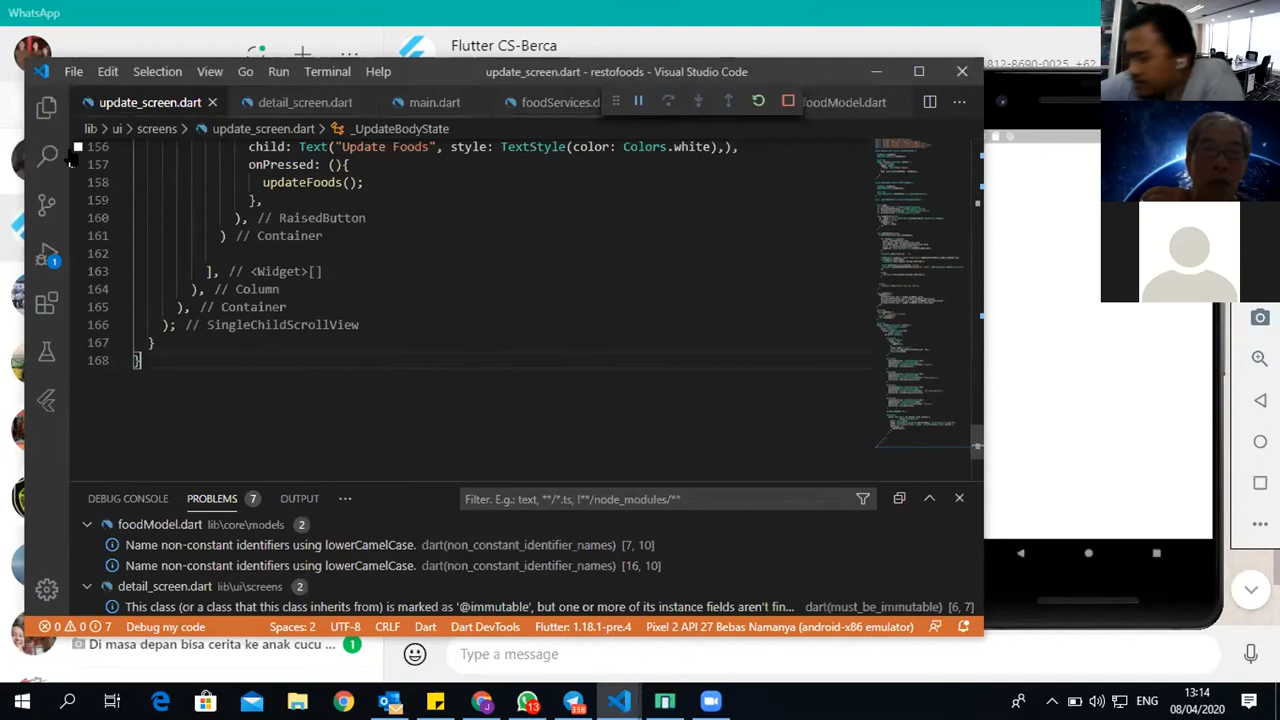 WhatsApp
Flutter CS-Berca
812-8690-0025, +62
File Edit Selection View Go Run Terminal Help
update_screen.dart - restofoods - Visual Studio Code
update_screen.dart detail_screen.dart main.dart foodServices.d oodModel.dart
lib > ui > screens > update_screen.dart > _UpdateBodyState
156 child: Text("Update Foods", style: TextStyle(color: Colors.white),),
157 onPressed: (){
158 updateFoods();
159 },
160 ), // RaisedButton
161 ) // Container
162
163 ], // <Widget>[]
164 ), // Column
165 ), // Container
166 ); // SingleChildScrollView
167 }
168 }
1
DEBUG CONSOLE PROBLEMS 7 OUTPUT
Filter. E.g.: text, **/*.ts, !**/node_modules/**
foodModel.dart lib\core\models 2
Name non-constant identifiers using lowerCamelCase. dart(non_constant_identifier_names) [7, 10]
Name non-constant identifiers using lowerCamelCase. dart(non_constant_identifier_names) [16, 10]
detail_screen.dart lib\ui\screens 2
This class (or a class that this class inherits from) is marked as '@immutable', but one or more of its instance fields aren't fin... dart(must_be_immutable) [6, 7]
0 0 7 Debug my code Spaces: 2 UTF-8 CRLF Dart Dart DevTools Flutter: 1.18.1-pre.4 Pixel 2 API 27 Bebas Namanya (android-x86 emulator)
Di masa depan bisa cerita ke anak cucu ... 1
Type a message
13 358 ENG 13:14
08/04/2020